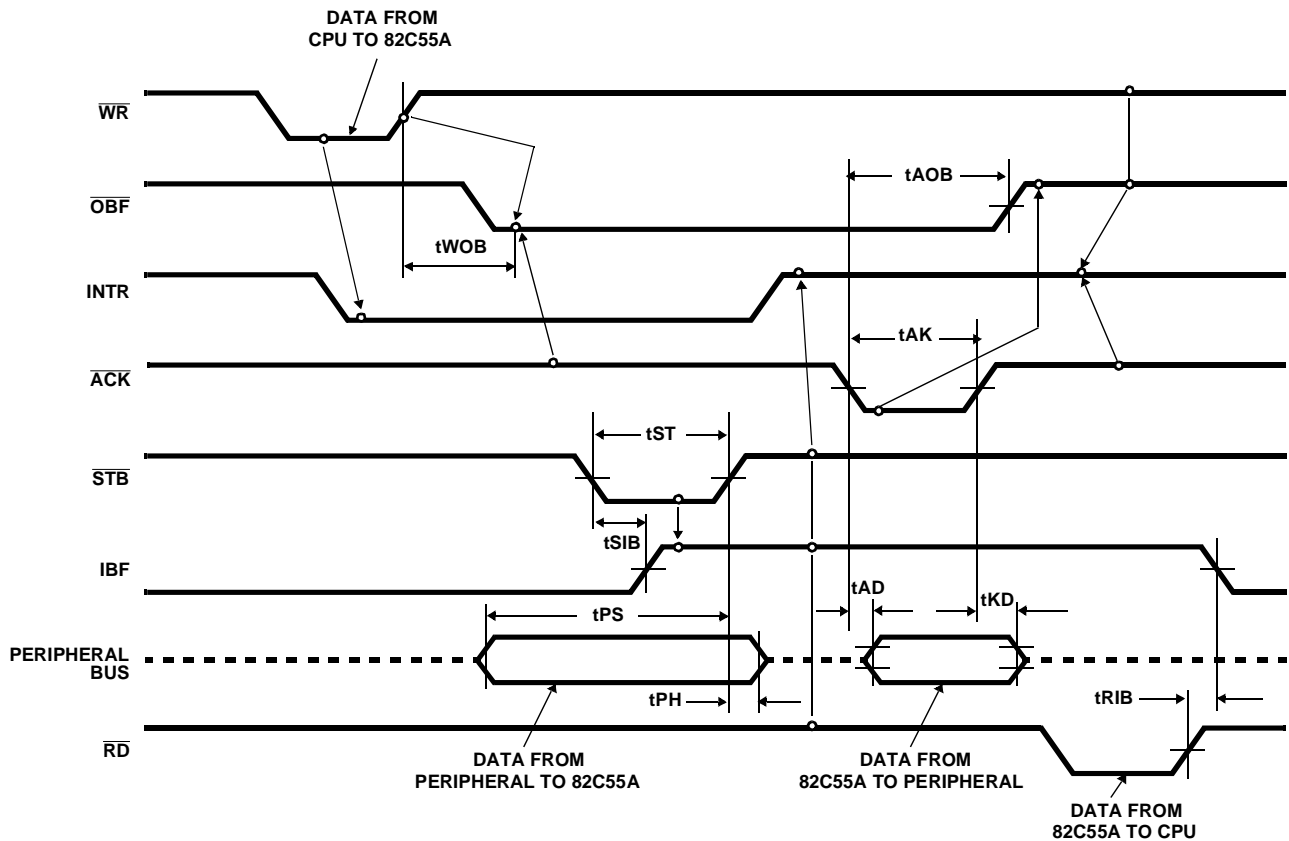 DATA FROM
CPU TO 82C55A
WR
OBF
tAOB
tWOB
INTR
tAK
ACK
tST
STB
tSIB
IBF
tAD
tKD
tPS
PERIPHERAL
BUS
tPH
tRIB
RD
DATA FROM
PERIPHERAL TO 82C55A
DATA FROM
82C55A TO PERIPHERAL
DATA FROM
82C55A TO CPU